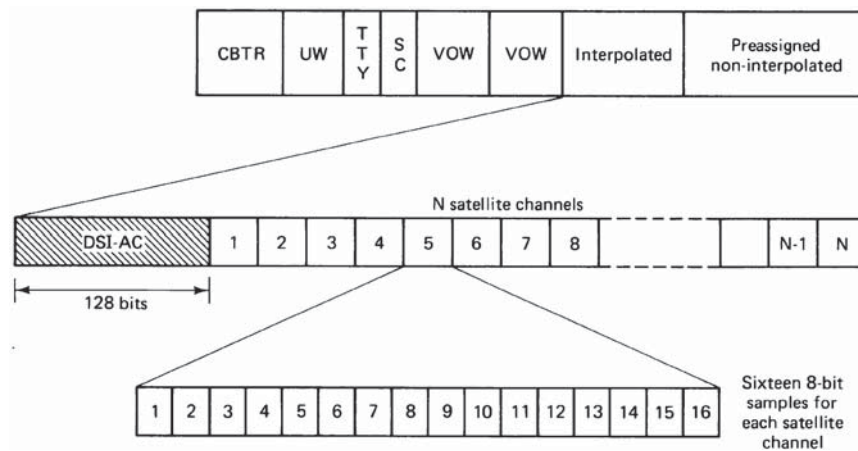 CBTR UW TTY SC VOW VOW Interpolated Preassigned
non-interpolated
N satellite channels
DSI-AC 1 2 3 4 5 6 7 8 N-1 N
128 bits
1 2 3 4 5 6 7 8 9 10 11 12 13 14 15 16
Sixteen 8-bit
samples for
each satellite
channel